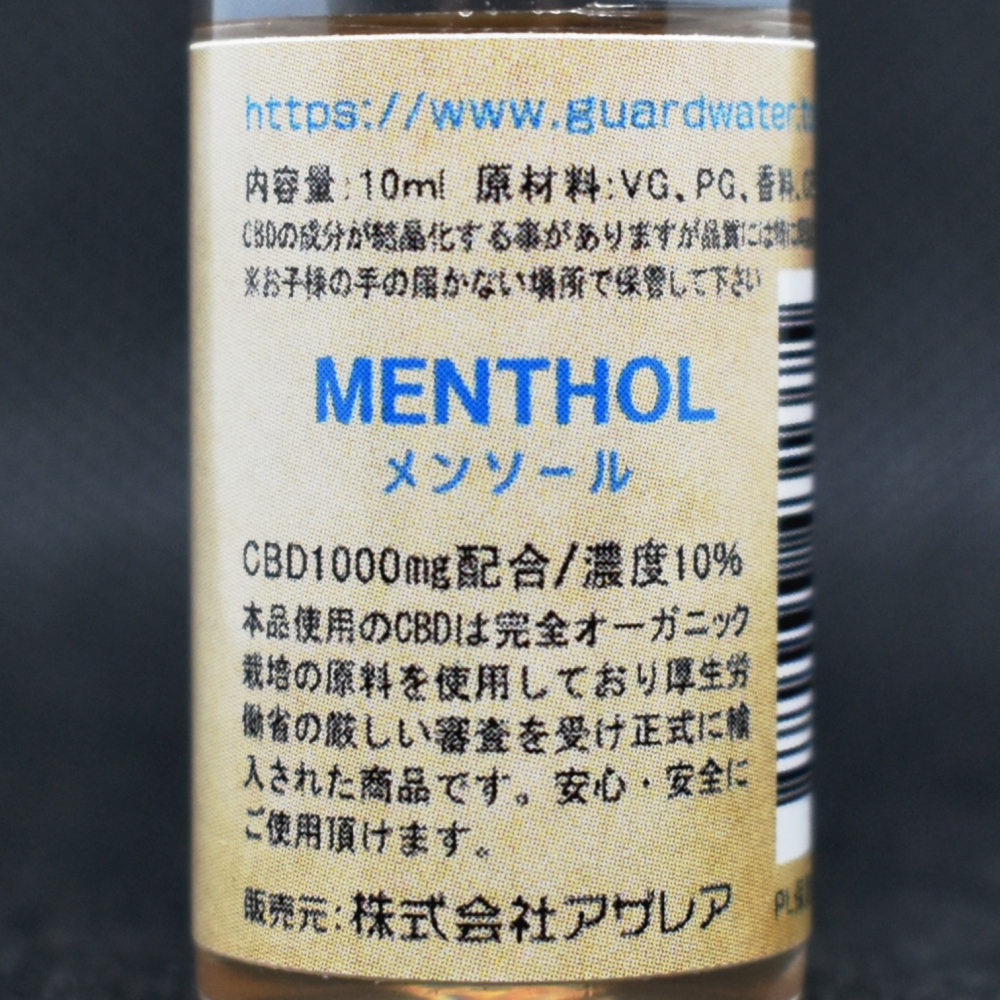 https://www.guardwater.t
内容量:10ml 原材料:VG、PG、香料、
CBDの成分が結晶化する事がありますが品質には特に
※お子様の手の届かない場所で保管して下さい
MENTHOL
メンソール
CBD1000mg配合/濃度10%
本品使用のCBDは完全オーガニック
栽培の原料を使用しており厚生労
働省の厳しい審査を受け正式に輸
入された商品です。安心・安全に
ご使用頂けます。
販売元:株式会社アザレア
PL